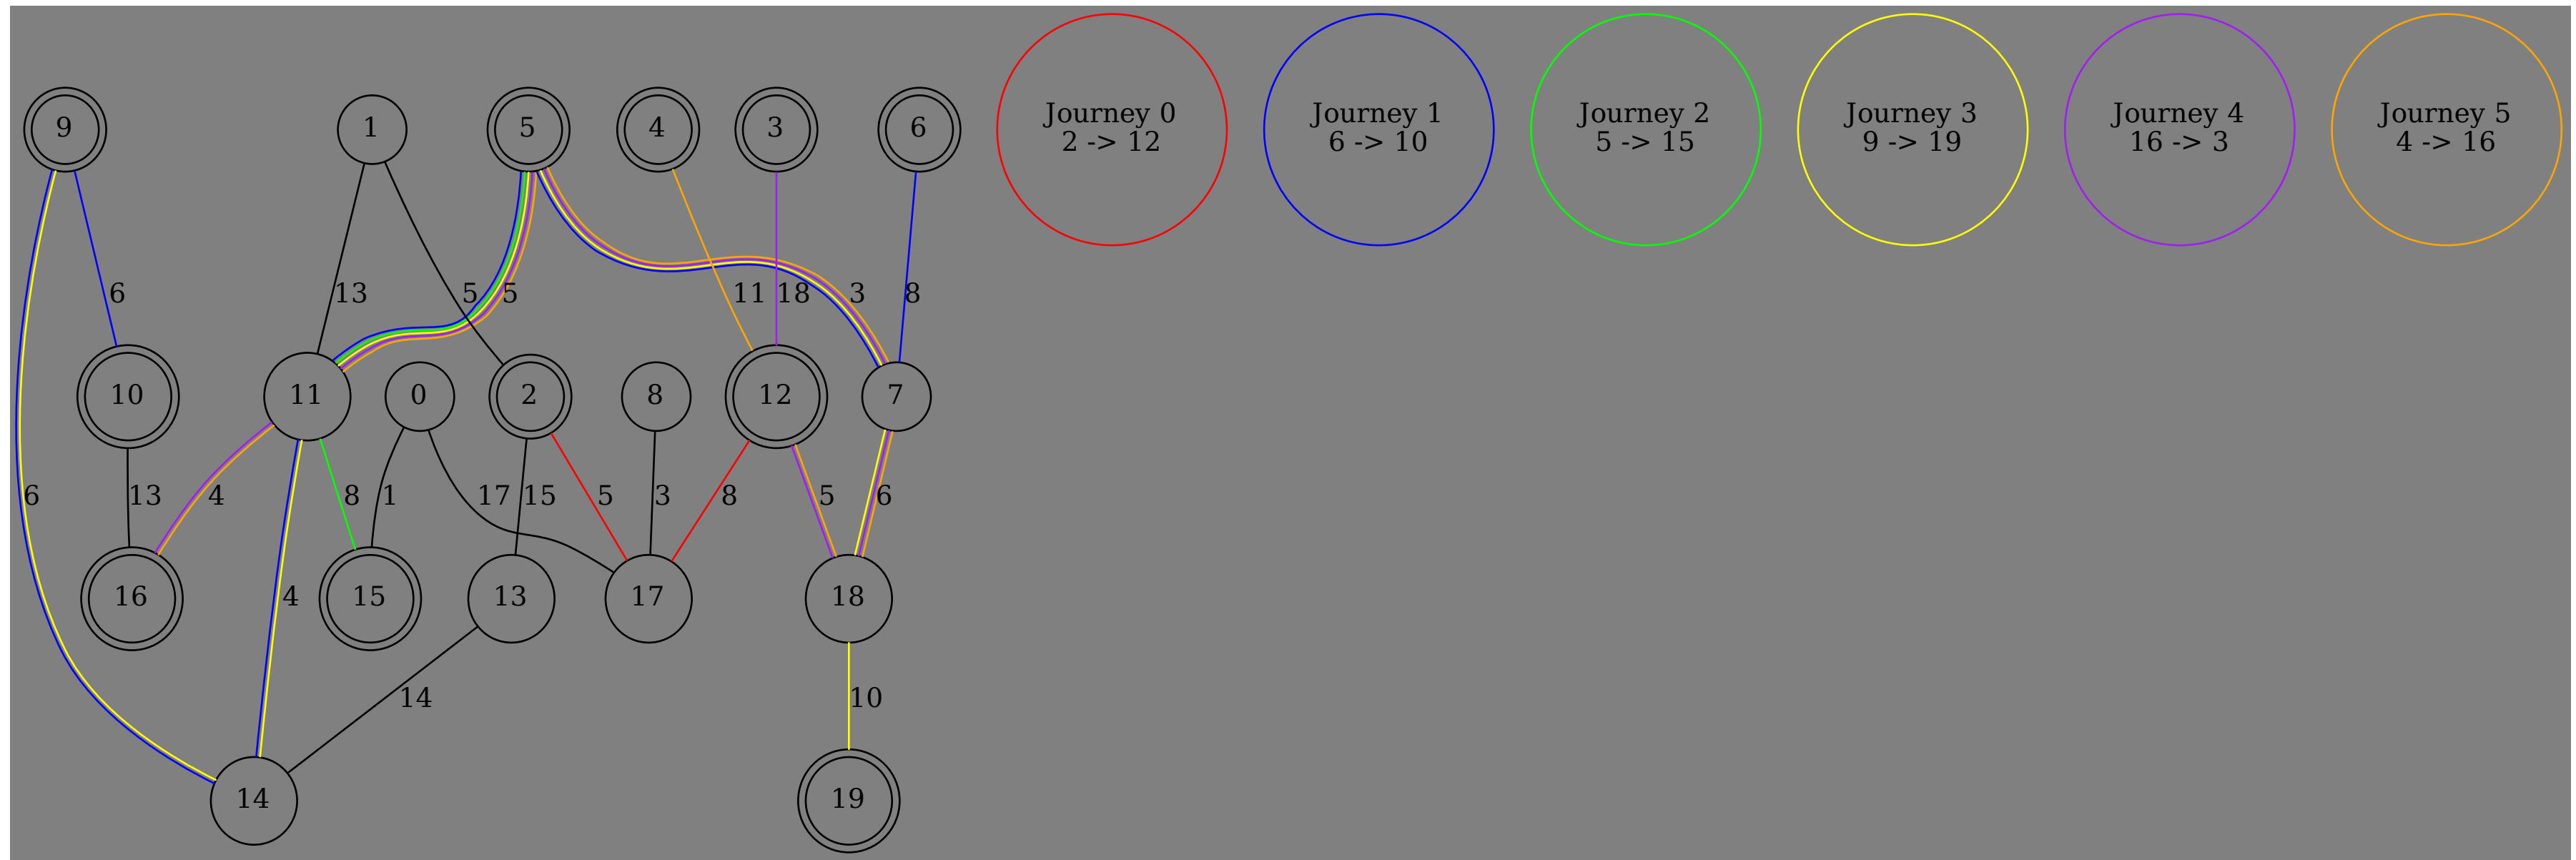 9 1 5 4 3 6
Journey 0
2 -> 12
Journey 1
6 -> 10
Journey 2
5 -> 15
Journey 3
9 -> 19
Journey 4
16 -> 3
Journey 5
4 -> 16
6 13 5 5 11 18 3 8
10 11 0 2 8 12 7
6 13 4 8 1 17 15 5 3 8 5 6
16 4 15 13 17 18
14 10
14 19